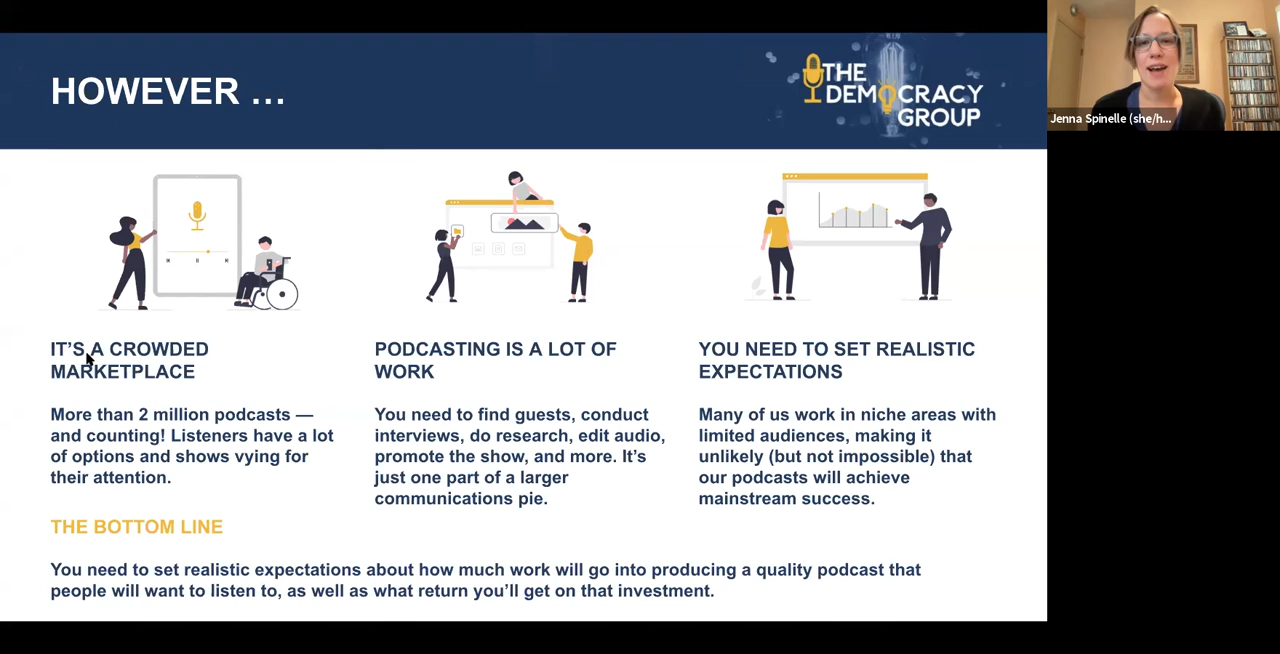 HOWEVER …
THE
DEMOCRACY
GROUP
Jenna Spinelle (she/h...
IT’S A CROWDED
MARKETPLACE
More than 2 million podcasts —
and counting! Listeners have a lot
of options and shows vying for
their attention.
PODCASTING IS A LOT OF
WORK
You need to find guests, conduct
interviews, do research, edit audio,
promote the show, and more. It’s
just one part of a larger
communications pie.
YOU NEED TO SET REALISTIC
EXPECTATIONS
Many of us work in niche areas with
limited audiences, making it
unlikely (but not impossible) that
our podcasts will achieve
mainstream success.
THE BOTTOM LINE
You need to set realistic expectations about how much work will go into producing a quality podcast that
people will want to listen to, as well as what return you’ll get on that investment.